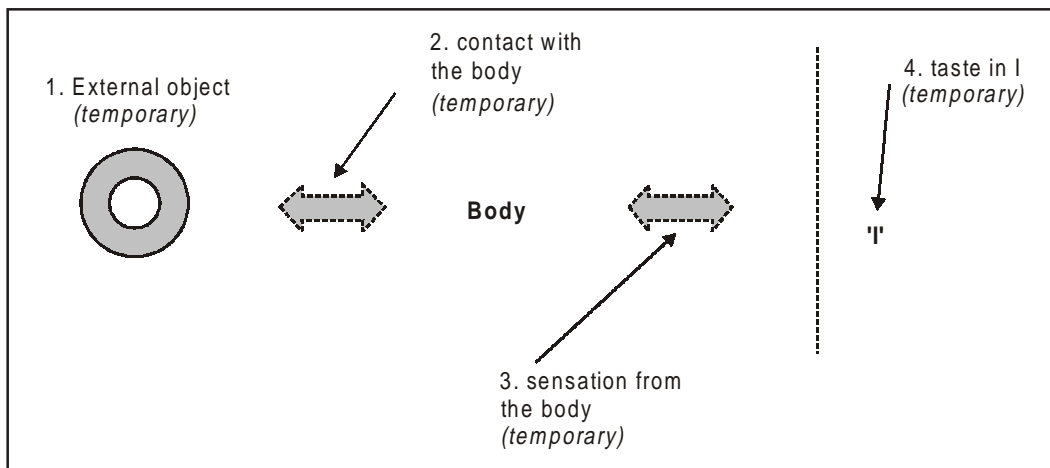 1. External object
(temporary)
2. contact with
the body
(temporary)
Body
3. sensation from
the body
(temporary)
4. taste in I
(temporary)
'I'